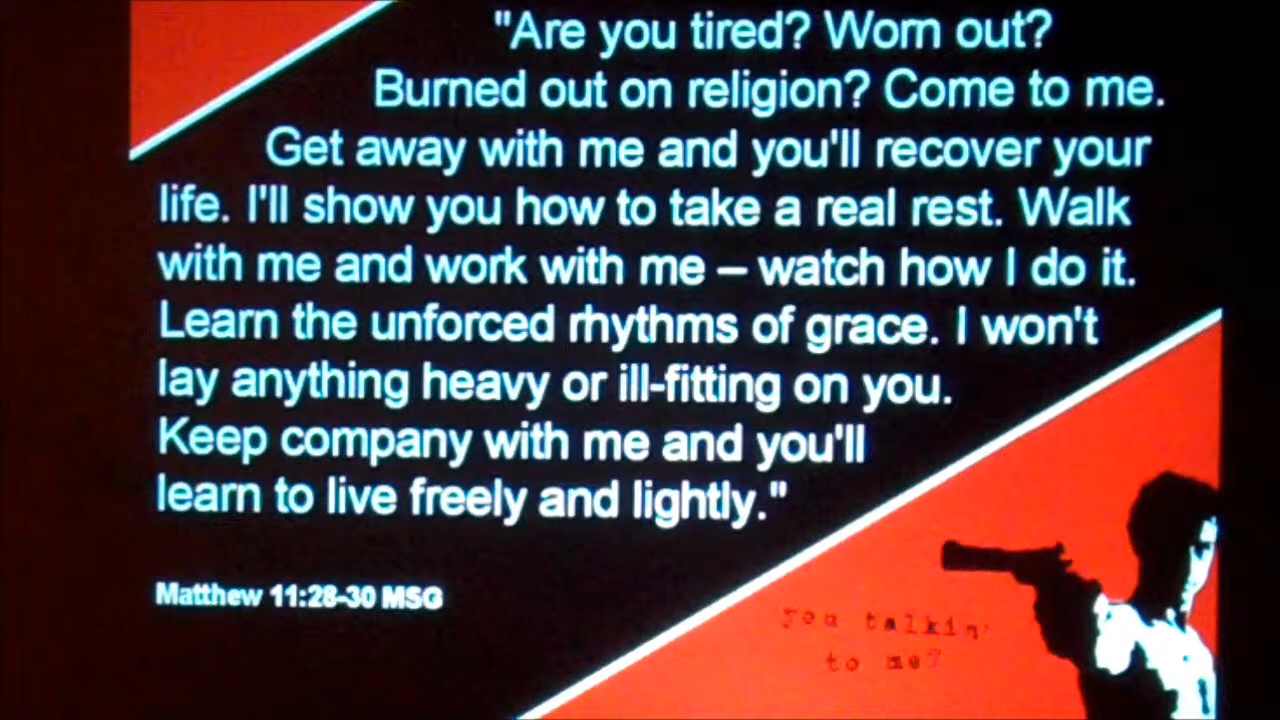 "Are you tired? Worn out?
Burned out on religion? Come to me.
Get away with me and you'll recover your
life. I'll show you how to take a real rest. Walk
with me and work with me – watch how I do it.
Learn the unforced rhythms of grace. I won't
lay anything heavy or ill-fitting on you.
Keep company with me and you'll
learn to live freely and lightly."
Matthew 11:28-30 MSG
you talkin'
to me?